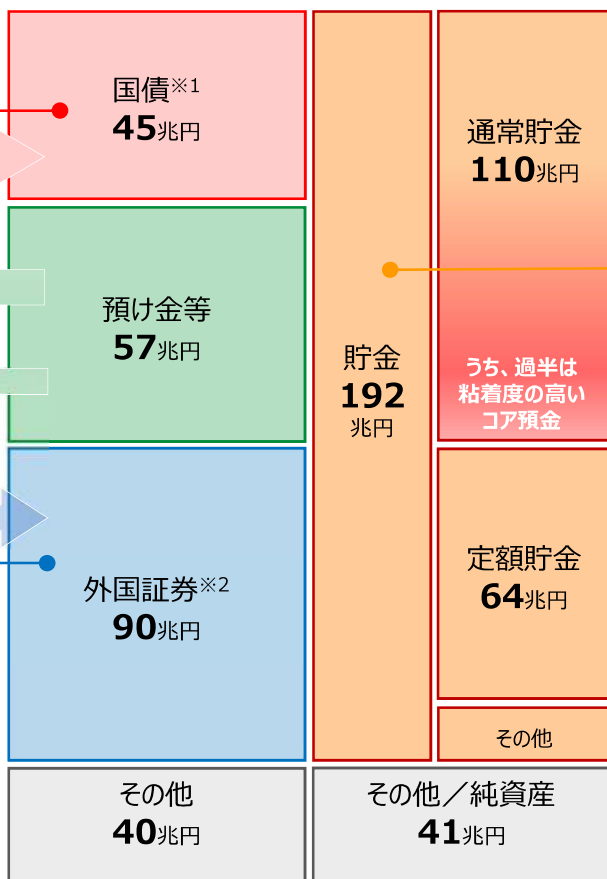 国債※1
45兆円
預け金等
57兆円
外国証券※2
90兆円
その他
40兆円
貯金
192
兆円
通常貯金
110兆円
うち、過半は
粘着度の高い
コア預金
定額貯金
64兆円
その他
その他／純資産
41兆円